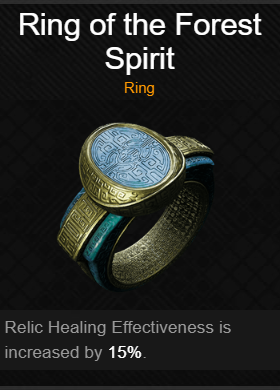 Ring of the Forest
Spirit
Ring
Relic Healing Effectiveness is
increased by 15%.